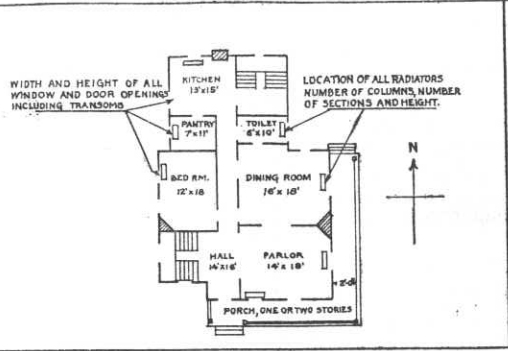 KITCHEN
13'x15'
WIDTH AND HEIGHT OF ALL
WINDOW AND DOOR OPENINGS
INCLUDING TRANSOMS
LOCATION OF ALL RADIATORS
NUMBER OF COLUMNS, NUMBER
OF SECTIONS AND HEIGHT.
PANTRY
7'x11'
TOILET
6'x10'
N
BED RM.
12'x18
DINING ROOM
16'x18'
HALL
14'x16'
PARLOR
14'x18'
PORCH, ONE OR TWO STORIES